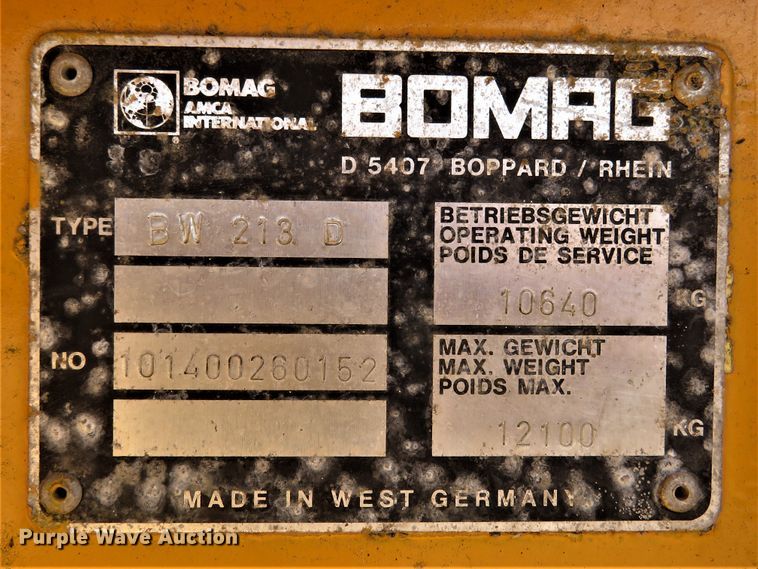 BOMAG
AMCA
INTERNATIONAL
®
BOMAG
D 5407 BOPPARD / RHEIN
TYPE BW 213 D
BETRIEBSGEWICHT
OPERATING WEIGHT
POIDS DE SERVICE
10640 KG
NO 101400260152
MAX. GEWICHT
MAX. WEIGHT
POIDS MAX.
12100 KG
MADE IN WEST GERMANY
Purple Wave Auction